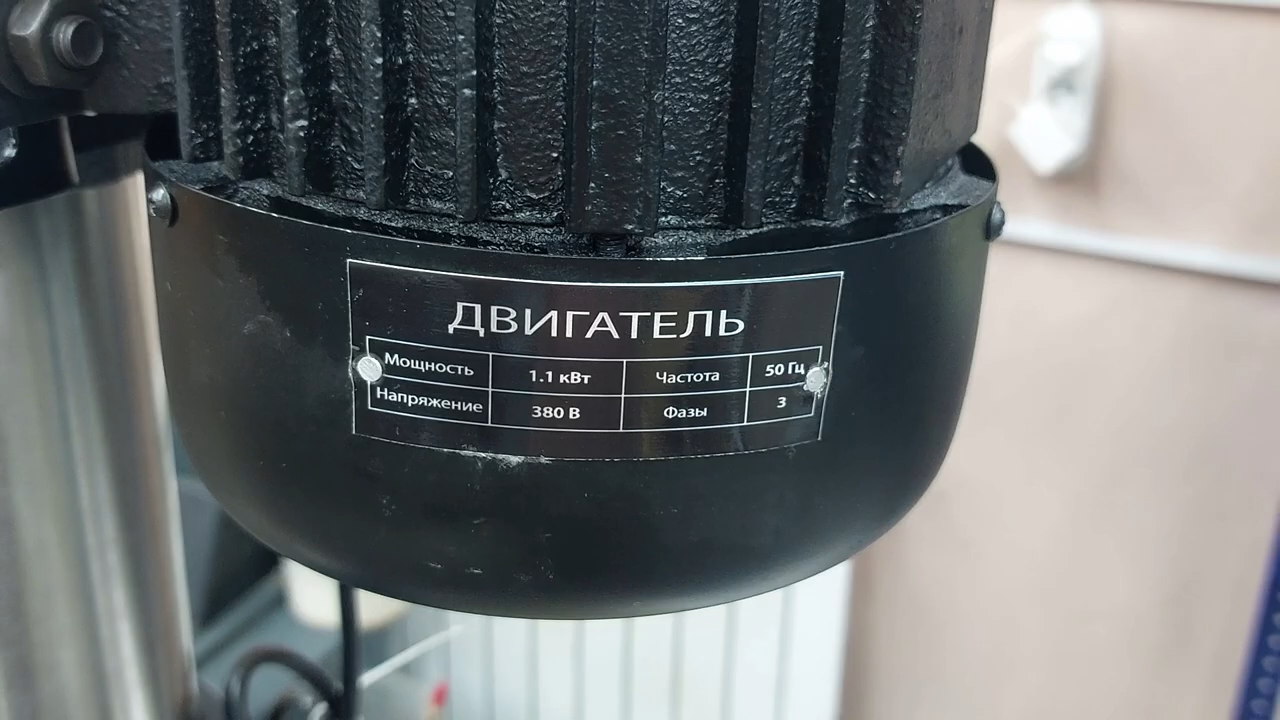 ДВИГАТЕЛЬ
Мощность 1.1 кВт Частота 50 Гц
Напряжение 380 В Фазы 3